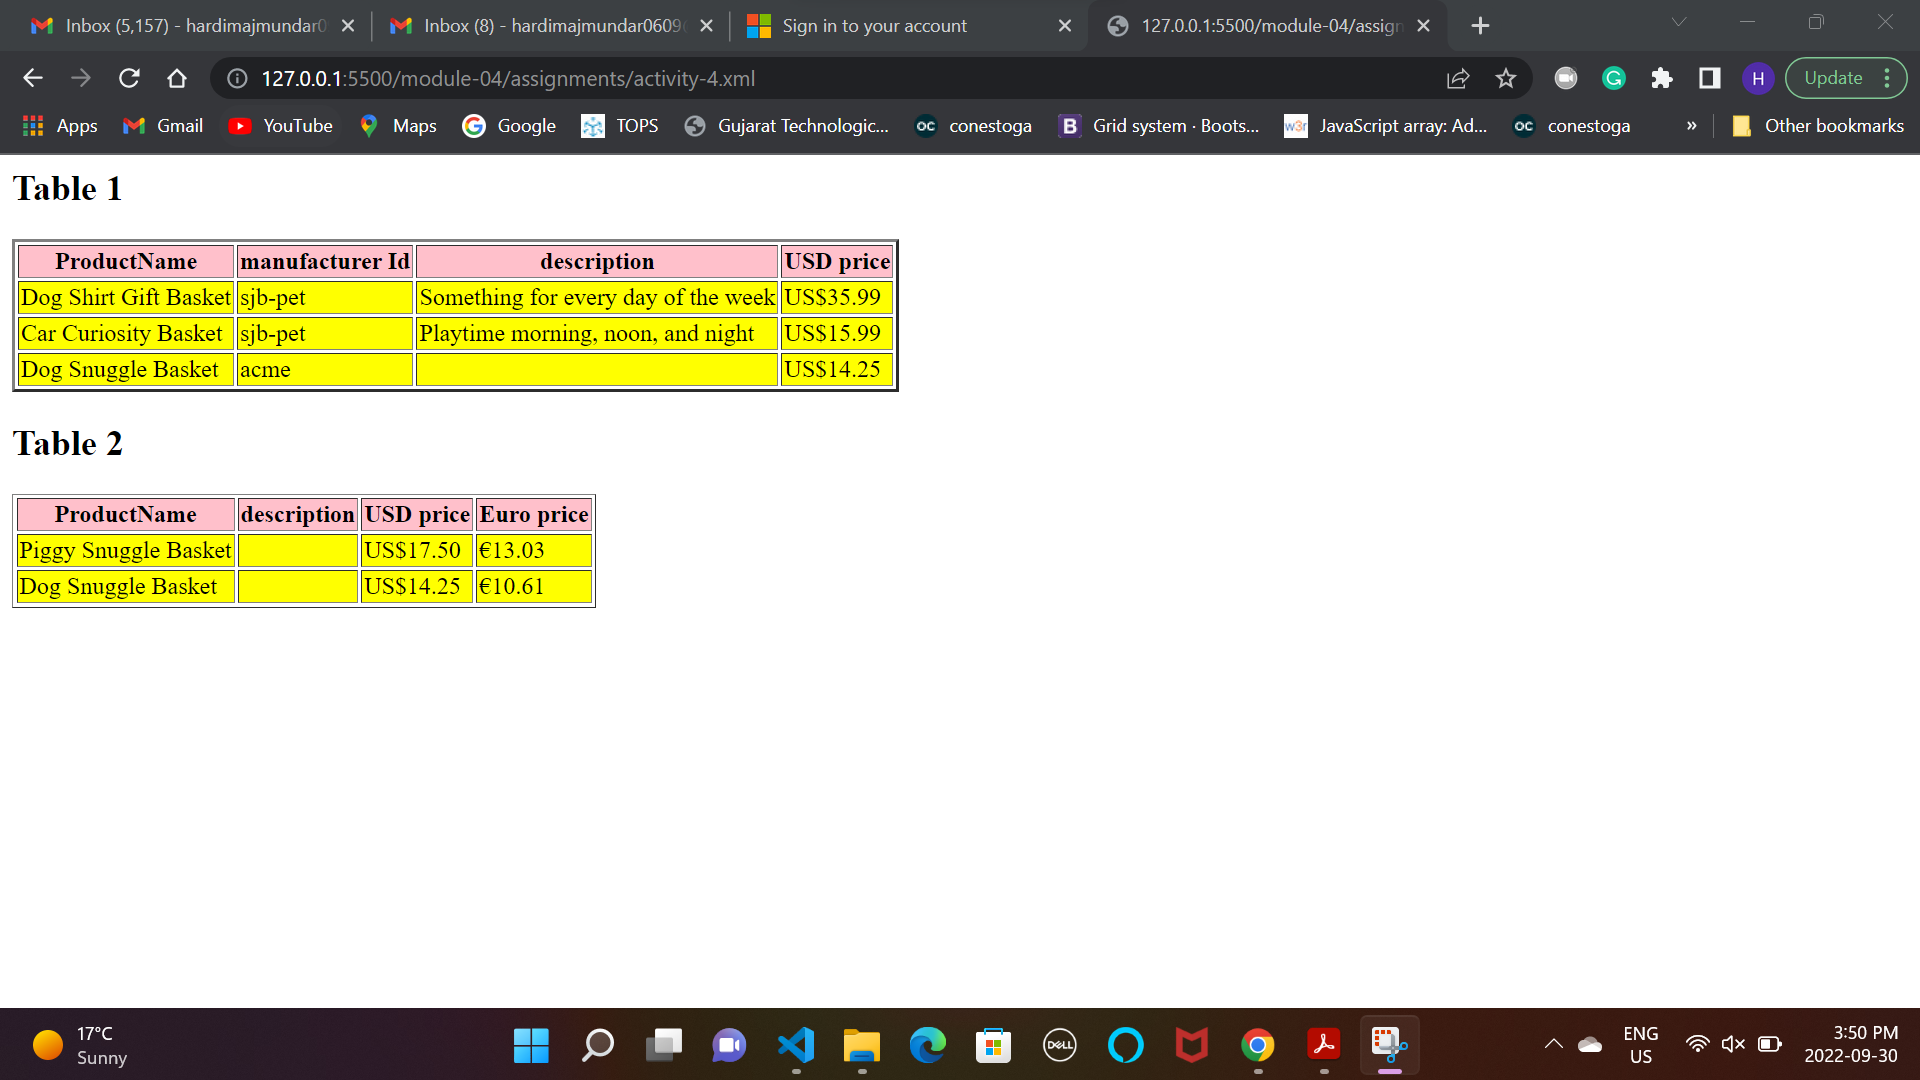 Inbox (5,157) - hardimajmundar0
Inbox (8) - hardimajmundar0609
Sign in to your account
127.0.0.1:5500/module-04/assign
127.0.0.1:5500/module-04/assignments/activity-4.xml
H
Update
Apps
Gmail
YouTube
Maps
Google
TOPS
Gujarat Technologic...
oc conestoga
B Grid system · Boots...
w3r JavaScript array: Ad...
oc conestoga
»
Other bookmarks
Table 1
ProductName manufacturer Id description USD price
Dog Shirt Gift Basket sjb-pet Something for every day of the week US$35.99
Car Curiosity Basket sjb-pet Playtime morning, noon, and night US$15.99
Dog Snuggle Basket acme US$14.25
Table 2
ProductName description USD price Euro price
Piggy Snuggle Basket US$17.50 €13.03
Dog Snuggle Basket US$14.25 €10.61
17°C
Sunny
DELL
ENG
US
3:50 PM
2022-09-30